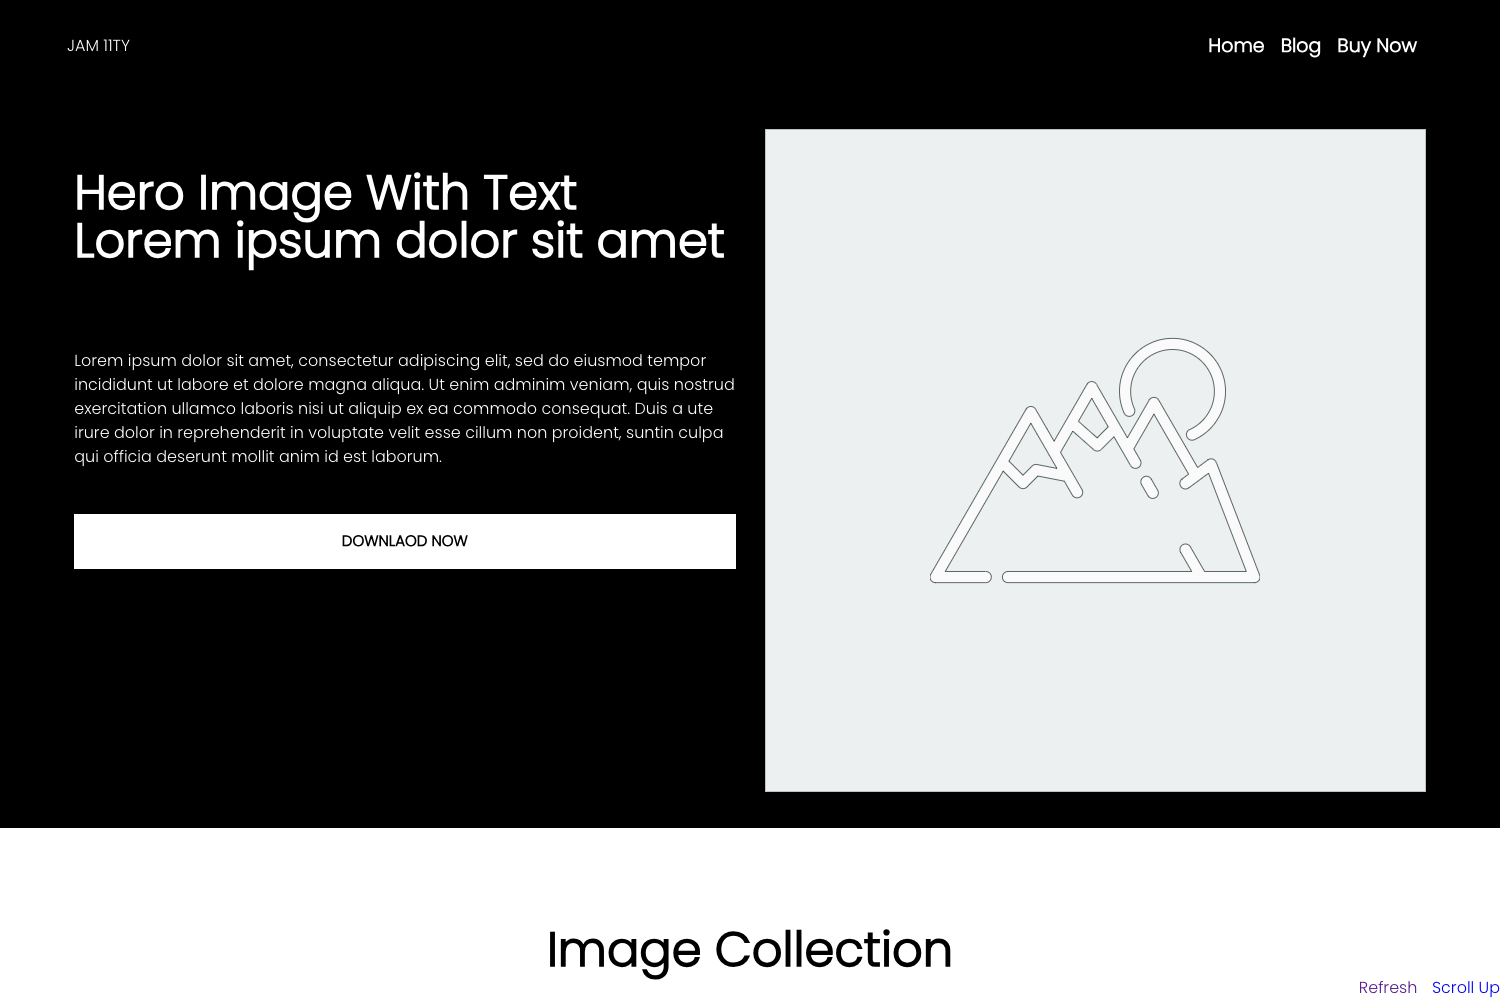 JAM 11TY
Home Blog Buy Now
Hero Image With Text
Lorem ipsum dolor sit amet
Lorem ipsum dolor sit amet, consectetur adipiscing elit, sed do eiusmod tempor
incididunt ut labore et dolore magna aliqua. Ut enim adminim veniam, quis nostrud
exercitation ullamco laboris nisi ut aliquip ex ea commodo consequat. Duis a ute
irure dolor in reprehenderit in voluptate velit esse cillum non proident, suntin culpa
qui officia deserunt mollit anim id est laborum.
DOWNLAOD NOW
Image Collection
Refresh Scroll Up